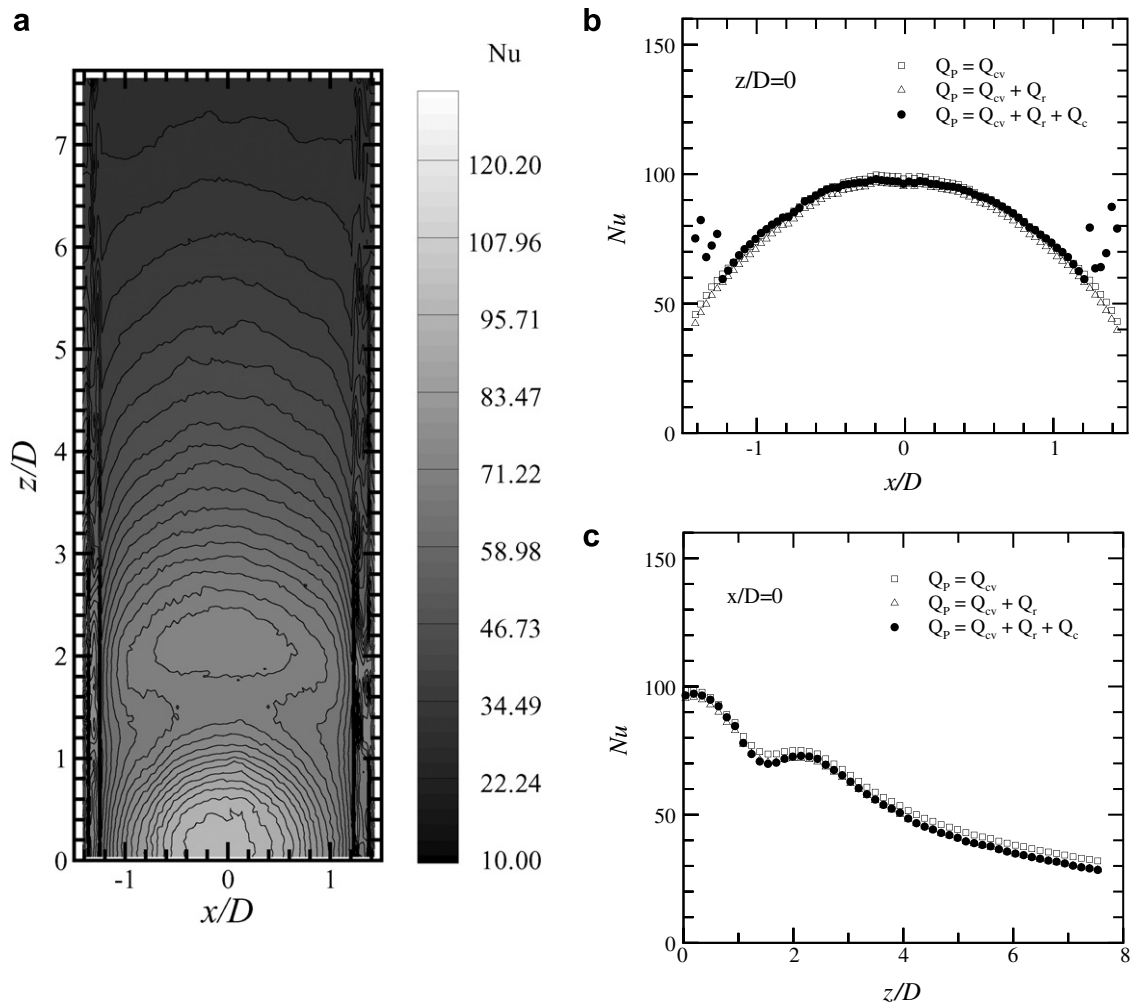 a
Nu
120.20
107.96
95.71
83.47
71.22
58.98
46.73
34.49
22.24
10.00
7
6
5
4
3
2
1
0
z/D
-1 0 1
x/D
b
150
100
50
0
Nu
z/D=0
Q_P = Q_cv
Q_P = Q_cv + Q_r
Q_P = Q_cv + Q_r + Q_c
-1 0 1
x/D
c
150
100
50
0
Nu
x/D=0
Q_P = Q_cv
Q_P = Q_cv + Q_r
Q_P = Q_cv + Q_r + Q_c
0 2 4 6 8
z/D